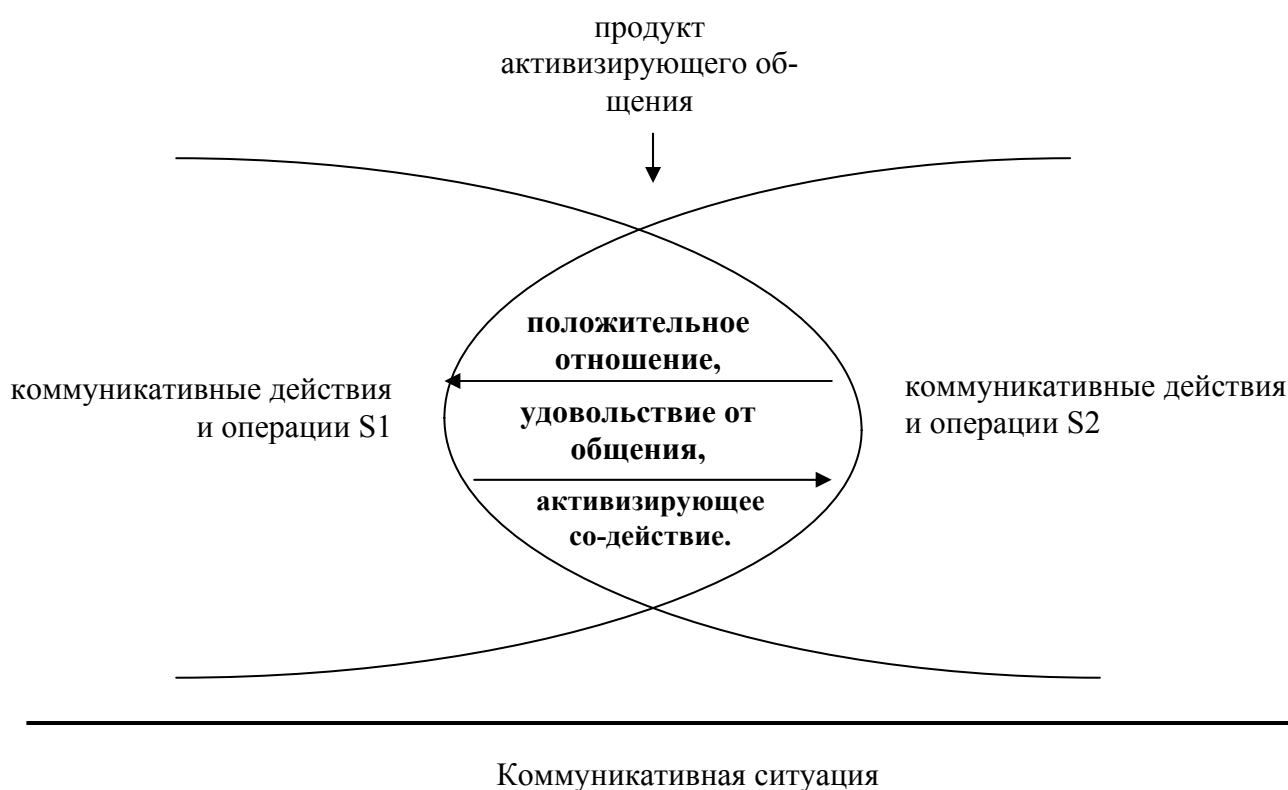 продукт
активизирующего об-
щения
положительное
отношение,
коммуникативные действия
и операции S1
удовольствие от
общения,
коммуникативные действия
и операции S2
активизирующее
со-действие.
Коммуникативная ситуация